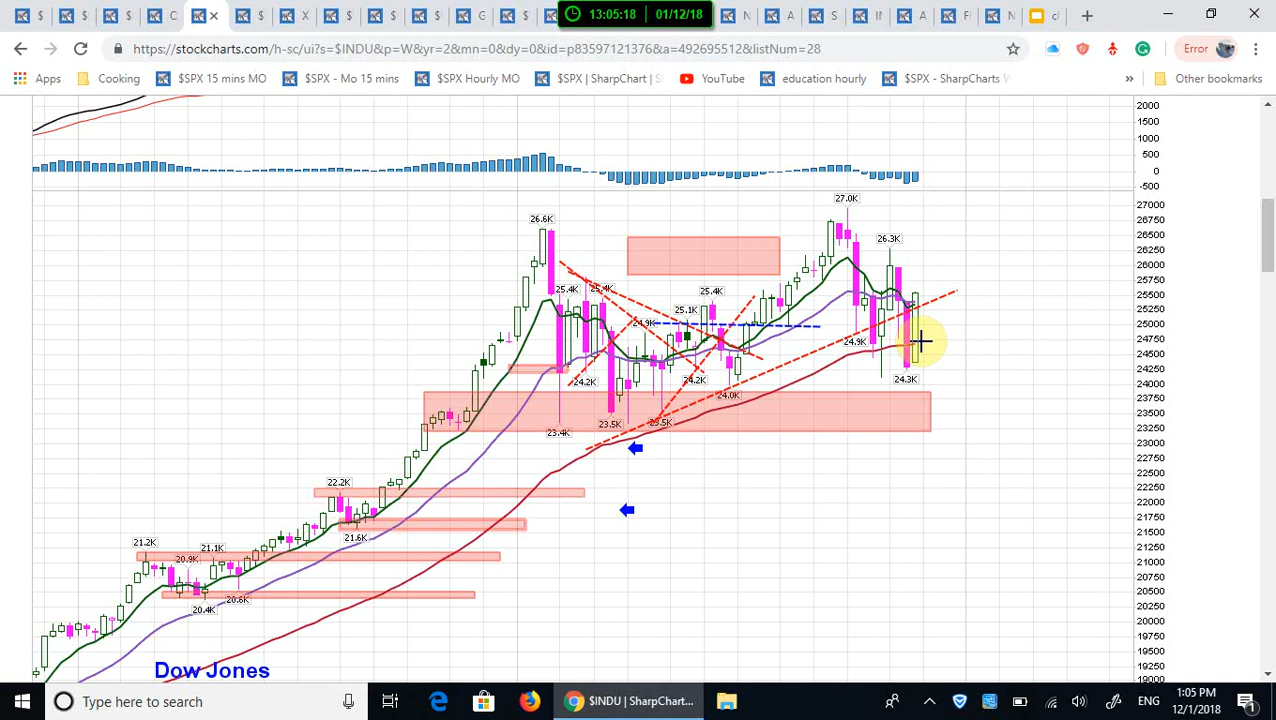 13:05:18 01/12/18
https://stockcharts.com/h-sc/ui?s=$INDU&p=W&yr=2&mn=0&dy=0&id=p83597121376&a=492695512&listNum=28
Error
Apps Cooking $SPX 15 mins MO $SPX - Mo 15 mins $SPX Hourly MO $SPX | SharpChart | YouTube education hourly $SPX - SharpCharts » Other bookmarks
2000
1500
1000
500
0
-500
27.0K
27000
26.6K
26750
26500
26.3K
26250
26000
25750
25.4K 25.4K 25.4K
25500
25.1K
25250
24.9K
25000
24.9K
24750
24500
24.2K 24.2K 24.3K
24250
24.0K
24000
23750
23.4K 23.5K 23.5K
23500
23250
23000
22750
22.2K
22500
22250
22000
21750
21.6K
21500
21.2K 21.1K
21250
20.9K
21000
20750
20.6K
20500
20.4K
20250
20000
19750
19500
Dow Jones
19250
19000
Type here to search
$INDU | SharpChart...
ENG
1:05 PM
12/1/2018
1